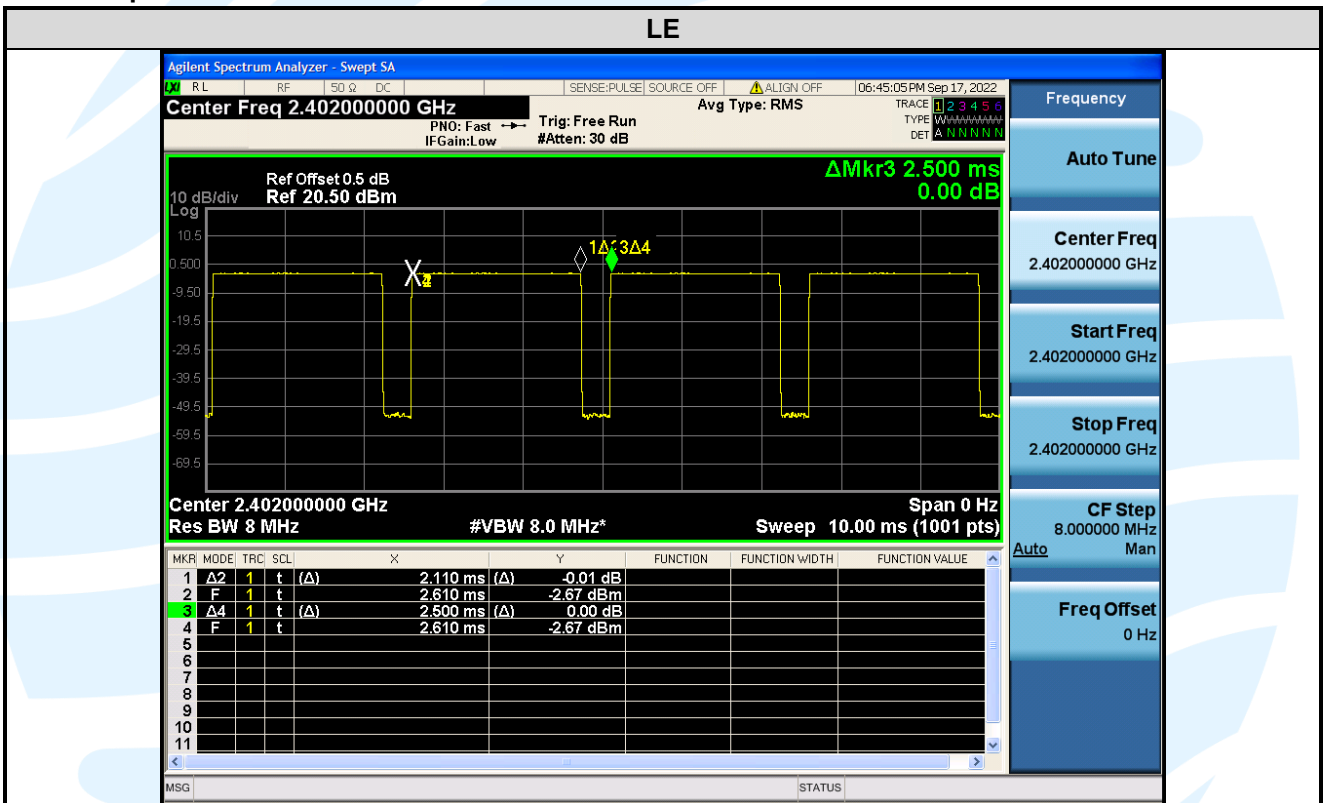 LE
Agilent Spectrum Analyzer - Swept SA
LXI RL RF 50 Ω DC SENSE:PULSE SOURCE OFF ALIGN OFF 06:45:05 PM Sep 17, 2022
Center Freq 2.402000000 GHz Avg Type: RMS TRACE 1 2 3 4 5 6
PNO: Fast Trig: Free Run TYPE WWWWWW
IFGain:Low #Atten: 30 dB DET A N N N N N
ΔMkr3 2.500 ms
0.00 dB
Ref Offset 0.5 dB
10 dB/div Ref 20.50 dBm
Log
10.5
0.500
-9.50
-19.5
-29.5
-39.5
-49.5
-59.5
-69.5
3Δ4
Center 2.402000000 GHz Span 0 Hz
Res BW 8 MHz #VBW 8.0 MHz* Sweep 10.00 ms (1001 pts)
MKR MODE TRC SCL X Y FUNCTION FUNCTION WIDTH FUNCTION VALUE
1 Δ2 1 t (Δ) 2.110 ms (Δ) -0.01 dB
2 F 1 t 2.610 ms -2.67 dBm
3 Δ4 1 t (Δ) 2.500 ms (Δ) 0.00 dB
4 F 1 t 2.610 ms -2.67 dBm
5
6
7
8
9
10
11
MSG STATUS
Frequency
Auto Tune
Center Freq
2.402000000 GHz
Start Freq
2.402000000 GHz
Stop Freq
2.402000000 GHz
CF Step
8.000000 MHz
Auto Man
Freq Offset
0 Hz